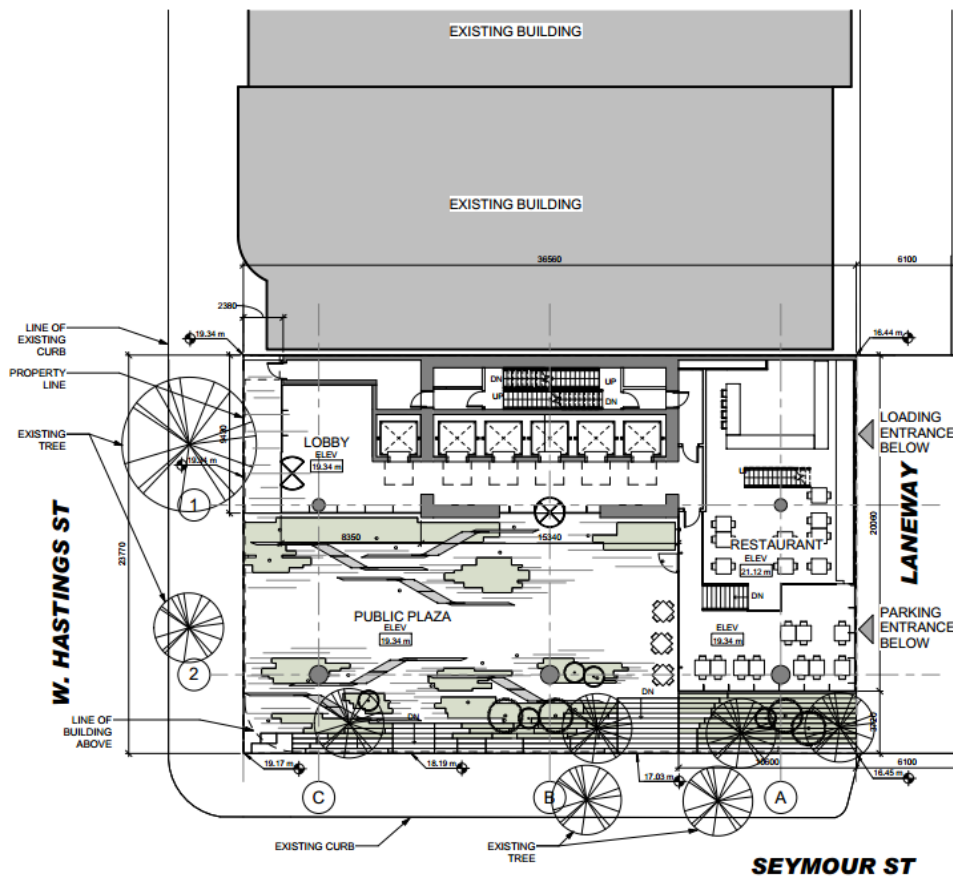 EXISTING BUILDING
EXISTING BUILDING
36560
6100
2380
LINE OF
EXISTING
CURB
19.34 m
16.44 m
PROPERTY
LINE
DN
UP
UP
DN
EXISTING
TREE
LOBBY
ELEV
19.34 m
LOADING
ENTRANCE
BELOW
1
W. HASTINGS ST
23770
LANEWAY
20060
8350
15340
RESTAURANT
ELEV
21.12 m
DN
PUBLIC PLAZA
ELEV
19.34 m
ELEV
19.34 m
PARKING
ENTRANCE
BELOW
2
DN
DN
LINE OF
BUILDING
ABOVE
19.17 m
18.19 m
17.03 m
10600
6100
16.45 m
C
B
A
EXISTING CURB
EXISTING
TREE
SEYMOUR ST